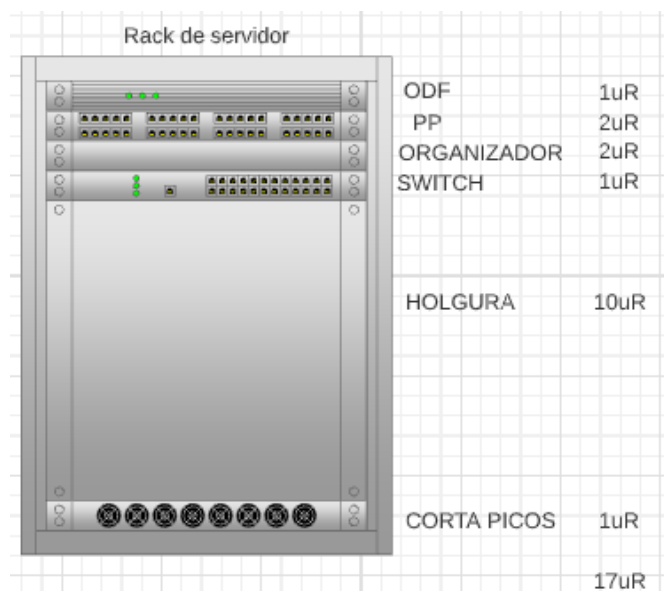 Rack de servidor
ODF 1uR
PP 2uR
ORGANIZADOR 2uR
SWITCH 1uR
HOLGURA 10uR
CORTA PICOS 1uR
17uR